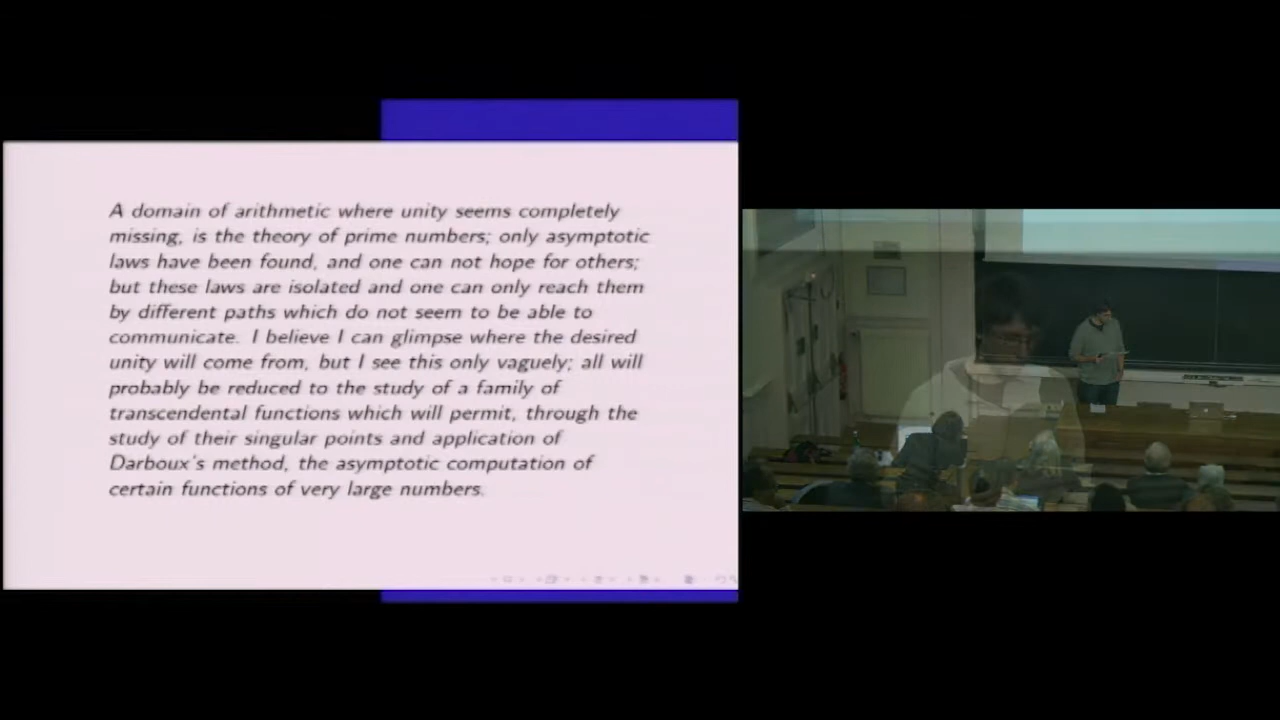 A domain of arithmetic where unity seems completely
missing, is the theory of prime numbers; only asymptotic
laws have been found, and one can not hope for others;
but these laws are isolated and one can only reach them
by different paths which do not seem to be able to
communicate. I believe I can glimpse where the desired
unity will come from, but I see this only vaguely; all will
probably be reduced to the study of a family of
transcendental functions which will permit, through the
study of their singular points and application of
Darboux's method, the asymptotic computation of
certain functions of very large numbers.